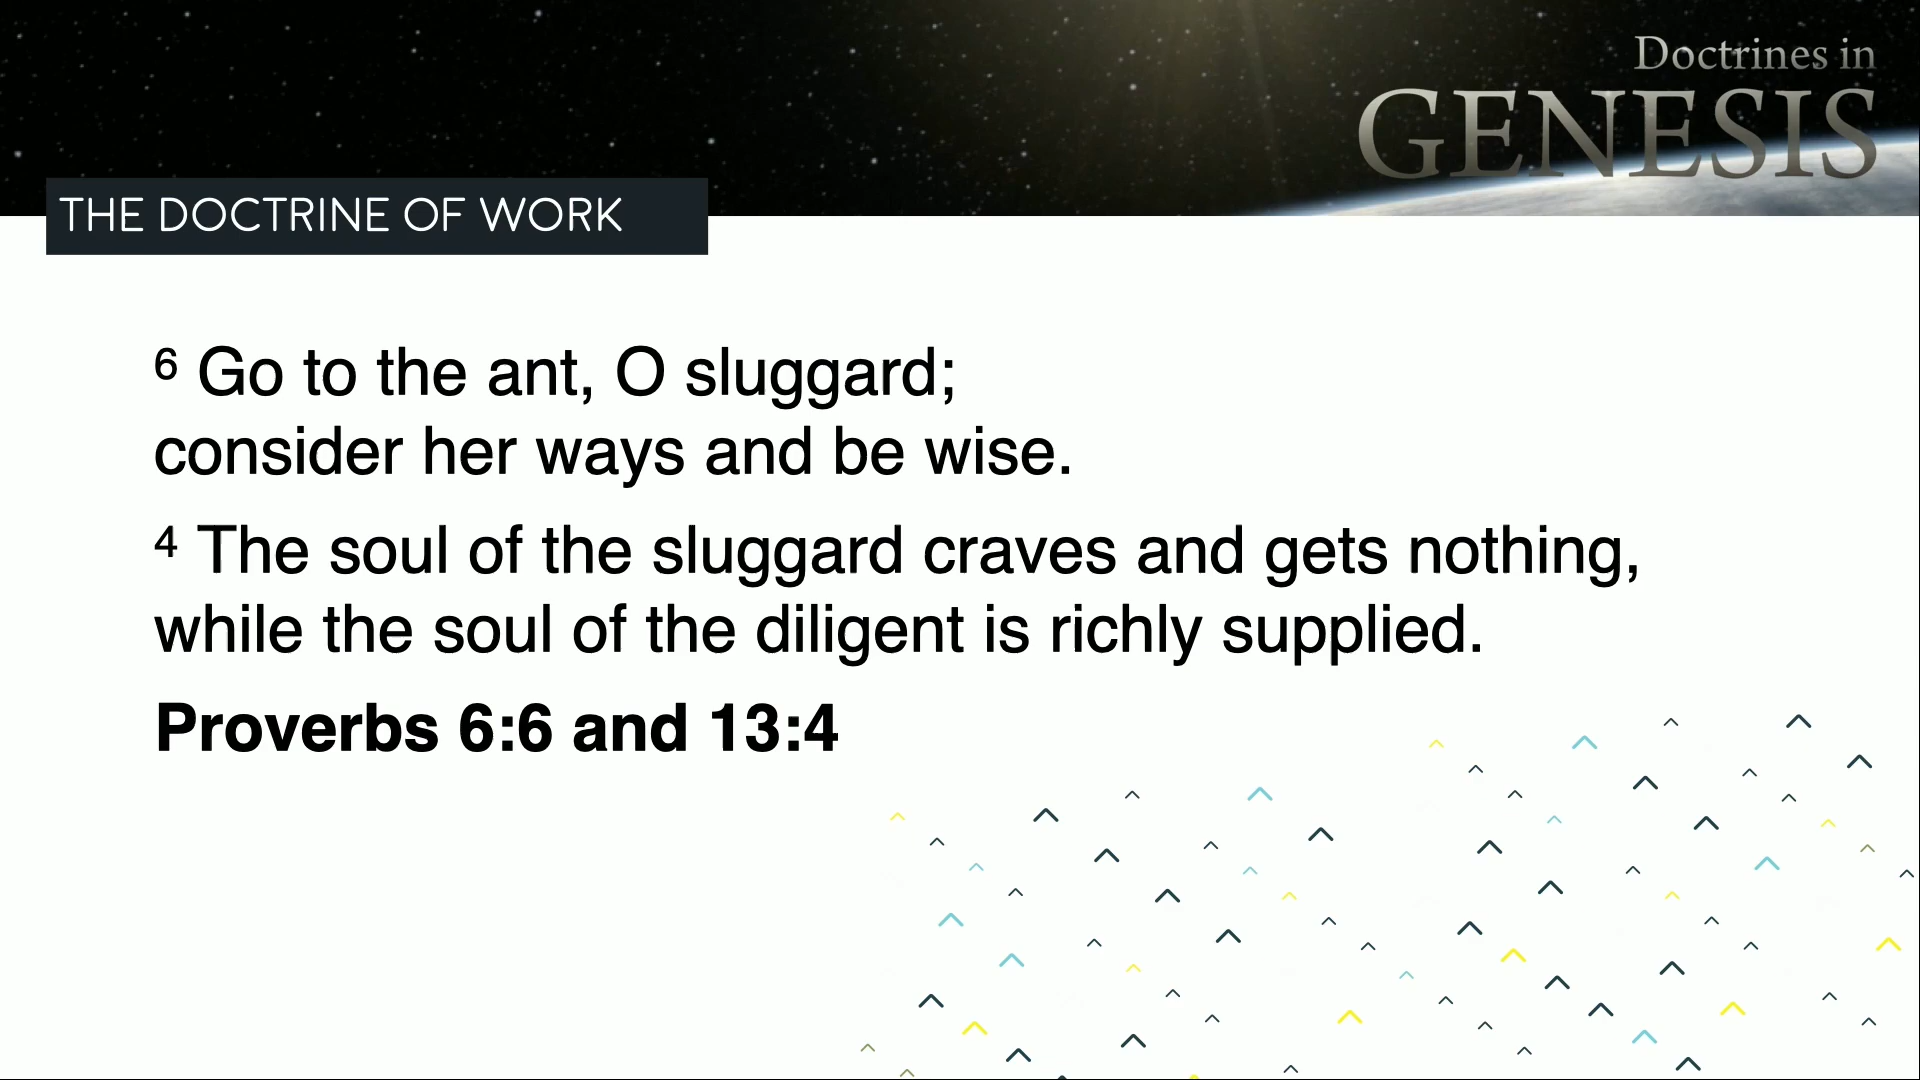 Doctrines in
GENESIS
THE DOCTRINE OF WORK
6 Go to the ant, O sluggard;
consider her ways and be wise.
4 The soul of the sluggard craves and gets nothing,
while the soul of the diligent is richly supplied.
Proverbs 6:6 and 13:4